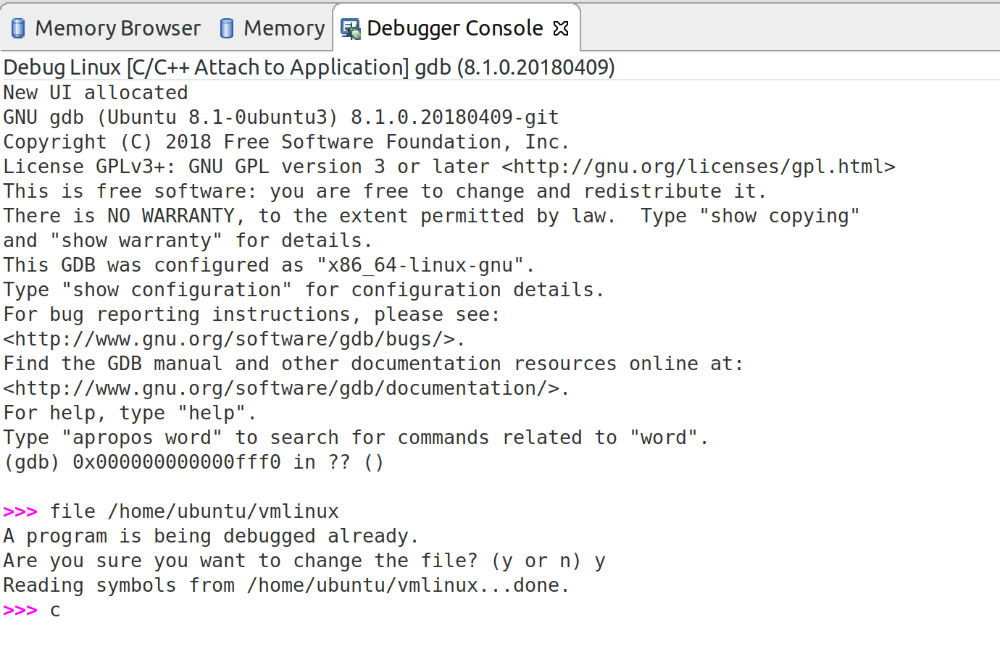 Memory Browser Memory Debugger Console
Debug Linux [C/C++ Attach to Application] gdb (8.1.0.20180409)
New UI allocated
GNU gdb (Ubuntu 8.1-0ubuntu3) 8.1.0.20180409-git
Copyright (C) 2018 Free Software Foundation, Inc.
License GPLv3+: GNU GPL version 3 or later <http://gnu.org/licenses/gpl.html>
This is free software: you are free to change and redistribute it.
There is NO WARRANTY, to the extent permitted by law.  Type "show copying"
and "show warranty" for details.
This GDB was configured as "x86_64-linux-gnu".
Type "show configuration" for configuration details.
For bug reporting instructions, please see:
<http://www.gnu.org/software/gdb/bugs/>.
Find the GDB manual and other documentation resources online at:
<http://www.gnu.org/software/gdb/documentation/>.
For help, type "help".
Type "apropos word" to search for commands related to "word".
(gdb) 0x000000000000fff0 in ?? ()
>>> file /home/ubuntu/vmlinux
A program is being debugged already.
Are you sure you want to change the file? (y or n) y
Reading symbols from /home/ubuntu/vmlinux...done.
>>> c